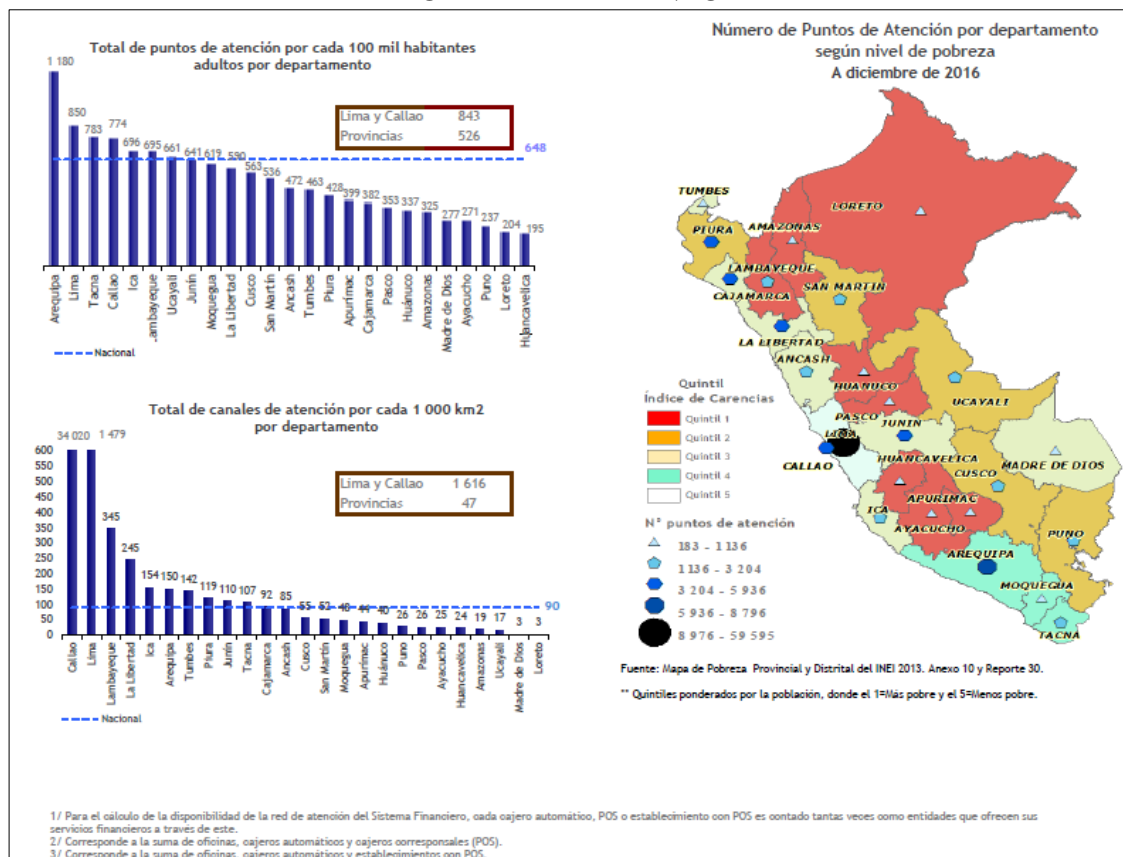 Total de puntos de atención por cada 100 mil habitantes
adultos por departamento
1 180
850
783
774
696
695
661
641
619
590
563
536
472
463
428
399
382
353
337
325
277
271
237
204
195
648
Lima y Callao 843
Provincias 526
Arequipa
Lima
Tacna
Callao
Ica
Lambayeque
Ucayali
Junín
Moquegua
La Libertad
Cusco
San Martín
Ancash
Tumbes
Piura
Apurímac
Cajamarca
Pasco
Huánuco
Amazonas
Madre de Dios
Ayacucho
Puno
Loreto
Huancavelica
Nacional
Total de canales de atención por cada 1 000 km2
por departamento
34 020
1 479
345
245
154
150
142
119
110
107
92
85
55
52
48
44
40
26
26
25
24
19
17
3
3
90
600
550
500
450
400
350
300
250
200
150
100
50
0
Lima y Callao 1 616
Provincias 47
Callao
Lima
Lambayeque
La Libertad
Ica
Arequipa
Tumbes
Piura
Junín
Tacna
Cajamarca
Ancash
Cusco
San Martín
Moquegua
Apurímac
Huánuco
Puno
Pasco
Ayacucho
Huancavelica
Amazonas
Ucayali
Madre de Dios
Loreto
Nacional
Número de Puntos de Atención por departamento
según nivel de pobreza
A diciembre de 2016
TUMBES
LORETO
PIURA
AMAZONAS
LAMBAYEQUE
CAJAMARCA
SAN MARTIN
LA LIBERTAD
ANCASH
HUANUCO
UCAYALI
PASCO
JUNIN
LIMA
CALLAO
HUANCAVELICA
CUSCO
MADRE DE DIOS
ICA
APURIMAC
AYACUCHO
PUNO
AREQUIPA
MOQUEGUA
TACNA
Quintil
Índice de Carencias
Quintil 1
Quintil 2
Quintil 3
Quintil 4
Quintil 5
N° puntos de atención
183 - 1 136
1 136 - 3 204
3 204 - 5 936
5 936 - 8 796
8 976 - 59 595
Fuente: Mapa de Pobreza Provincial y Distrital del INEI 2013. Anexo 10 y Reporte 30.
** Quintiles ponderados por la población, donde el 1=Más pobre y el 5=Menos pobre.
1/ Para el cálculo de la disponibilidad de la red de atención del Sistema Financiero, cada cajero automático, POS o establecimiento con POS es contado tantas veces como entidades que ofrecen sus
servicios financieros a través de este.
2/ Corresponde a la suma de oficinas, cajeros automáticos y cajeros corresponsales (POS).
3/ Corresponde a la suma de oficinas, cajeros automáticos y establecimientos con POS.